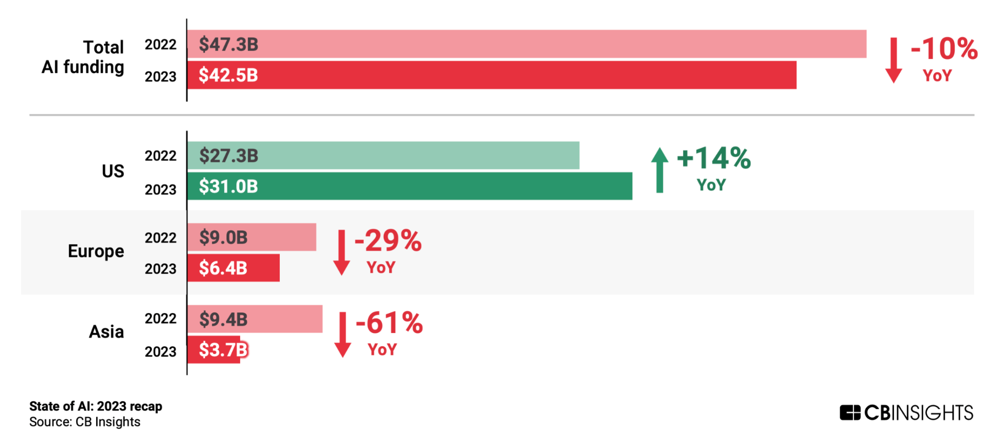 Total
AI funding
2022
$47.3B
2023
$42.5B
-10%
YoY
US
2022
$27.3B
2023
$31.0B
+14%
YoY
Europe
2022
$9.0B
2023
$6.4B
-29%
YoY
Asia
2022
$9.4B
2023
$3.7B
-61%
YoY
State of AI: 2023 recap
Source: CB Insights
CBINSIGHTS